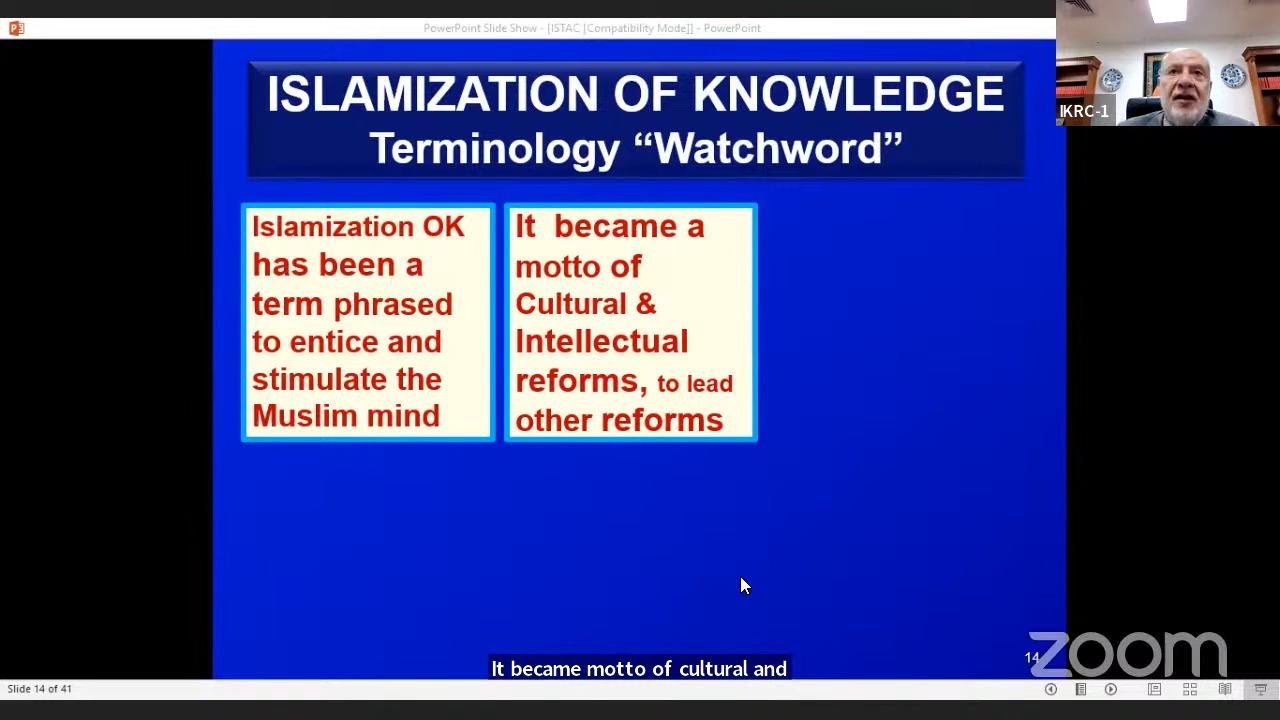 PowerPoint Slide Show - [ISTAC [Compatibility Mode]] - PowerPoint
ISLAMIZATION OF KNOWLEDGE
Terminology “Watchword”
IKRC-1
Islamization OK
has been a
term phrased
to entice and
stimulate the
Muslim mind
It became a
motto of
Cultural &
Intellectual
reforms, to lead
other reforms
It became motto of cultural and
14
zoom
Slide 14 of 41